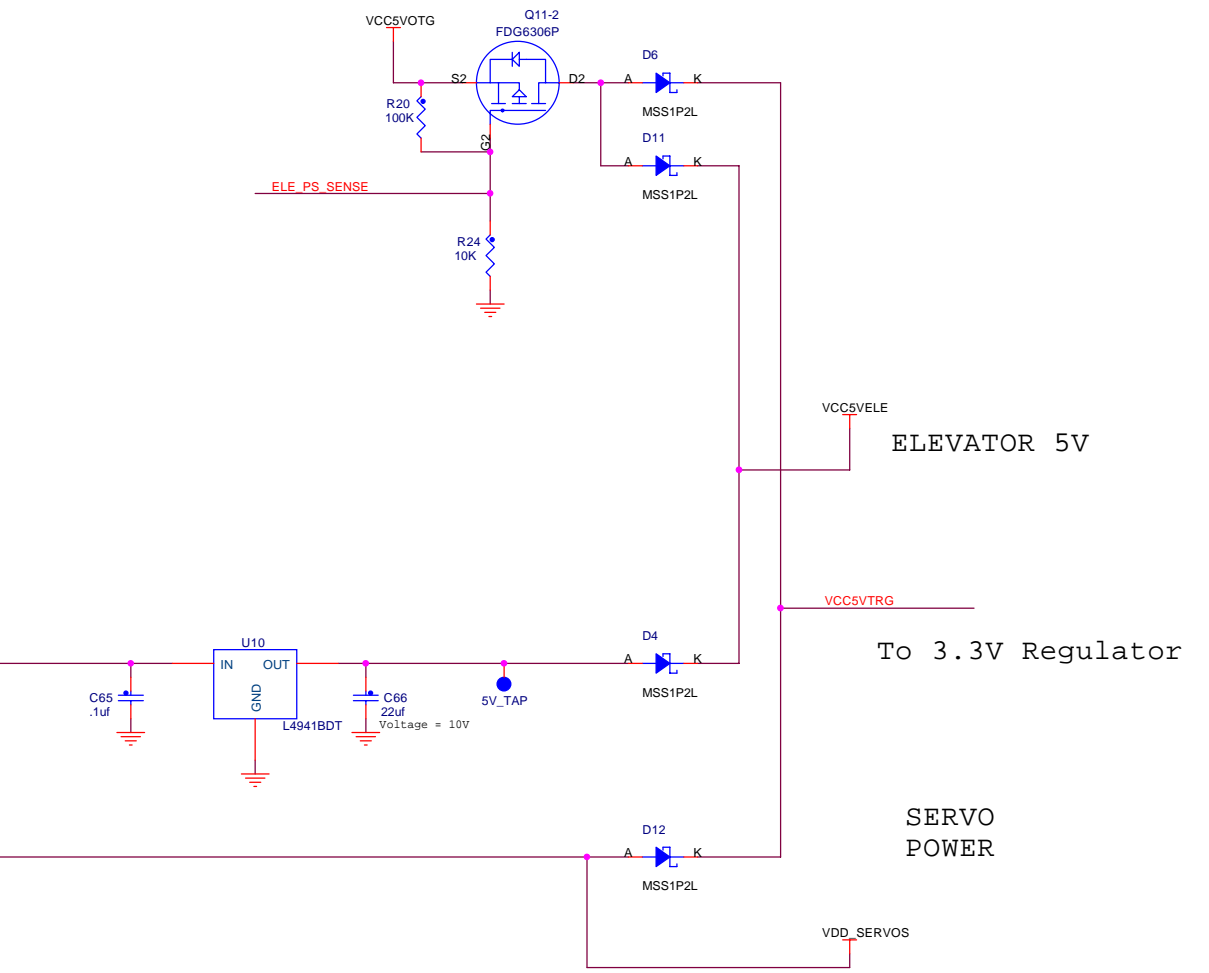 VCC5VOTG
Q11-2
FDG6306P
S2
D2
G2
R20
100K
D6
A
K
MSS1P2L
D11
A
K
MSS1P2L
ELE_PS_SENSE
R24
10K
VCC5VELE
ELEVATOR 5V
VCC5VTRG
To 3.3V Regulator
U10
IN
OUT
GND
L4941BDT
C65
.1uf
C66
22uf
Voltage = 10V
5V_TAP
D4
A
K
MSS1P2L
SERVO
POWER
D12
A
K
MSS1P2L
VDD_SERVOS